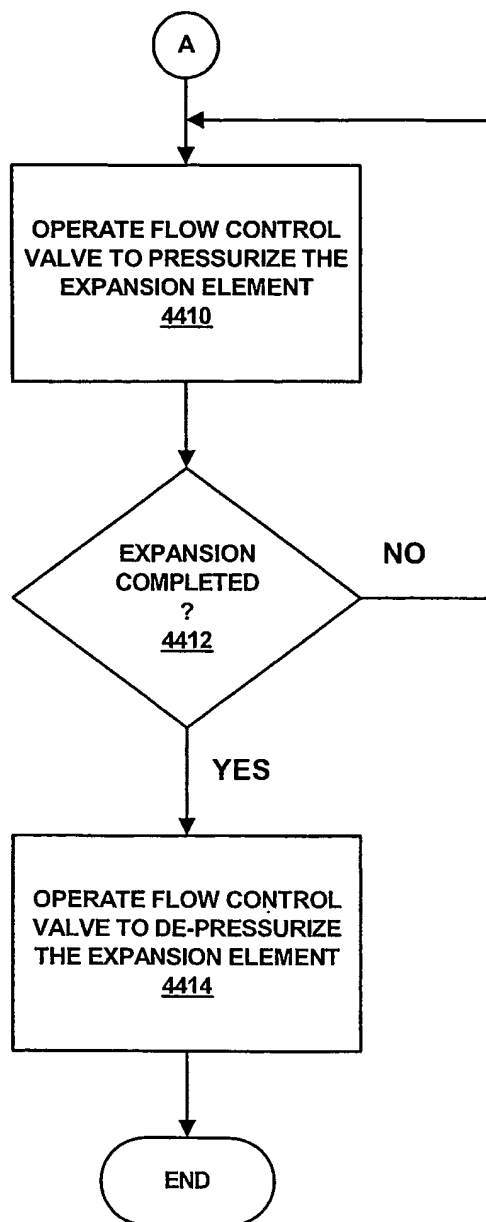 A
OPERATE FLOW CONTROL
VALVE TO PRESSURIZE THE
EXPANSION ELEMENT
4410
EXPANSION
COMPLETED
?
4412
NO
YES
OPERATE FLOW CONTROL
VALVE TO DE-PRESSURIZE
THE EXPANSION ELEMENT
4414
END